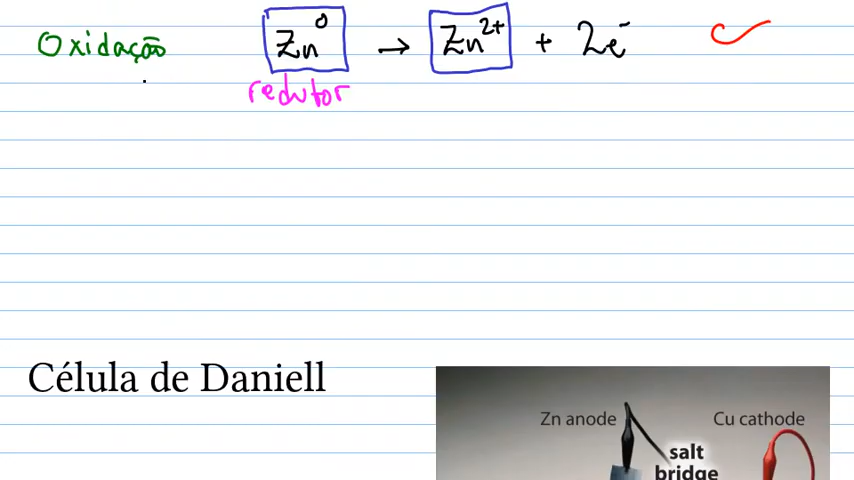 Oxidação Zn⁰ → Zn²⁺ + 2e⁻
redutor
Célula de Daniell
Zn anode Cu cathode
salt
bridge